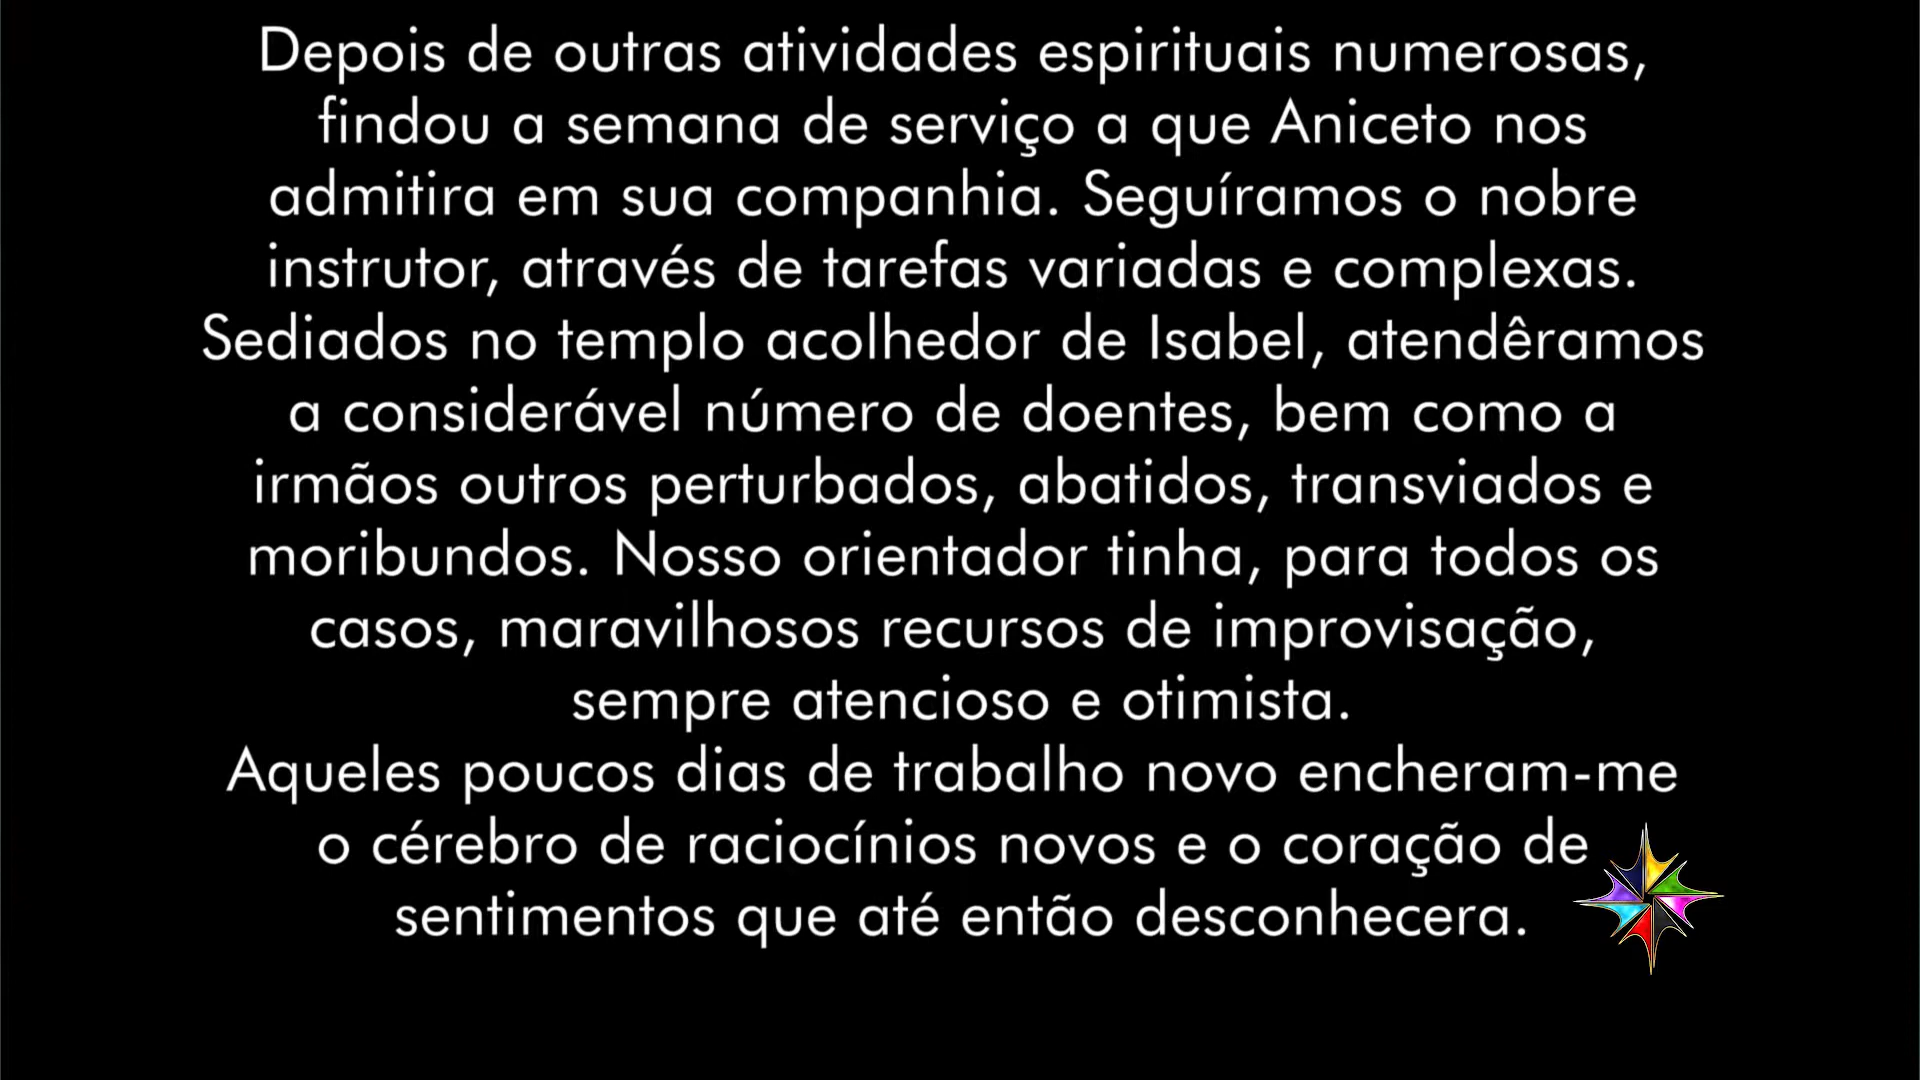 Depois de outras atividades espirituais numerosas,
findou a semana de serviço a que Aniceto nos
admitira em sua companhia. Seguíramos o nobre
instrutor, através de tarefas variadas e complexas.
Sediados no templo acolhedor de Isabel, atendêramos
a considerável número de doentes, bem como a
irmãos outros perturbados, abatidos, transviados e
moribundos. Nosso orientador tinha, para todos os
casos, maravilhosos recursos de improvisação,
sempre atencioso e otimista.
Aqueles poucos dias de trabalho novo encheram-me
o cérebro de raciocínios novos e o coração de
sentimentos que até então desconhecera.